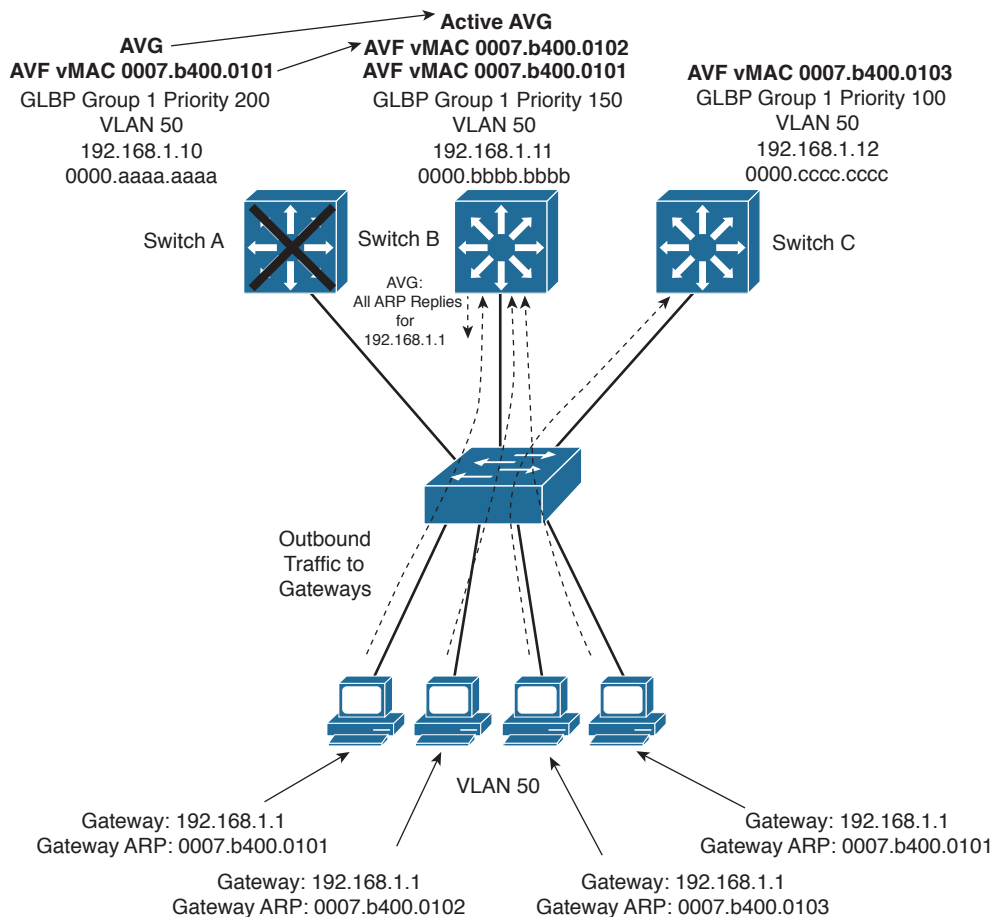 AVG
AVF vMAC 0007.b400.0101
GLBP Group 1 Priority 200
VLAN 50
192.168.1.10
0000.aaaa.aaaa
Active AVG
AVF vMAC 0007.b400.0102
AVF vMAC 0007.b400.0101
GLBP Group 1 Priority 150
VLAN 50
192.168.1.11
0000.bbbb.bbbb
AVF vMAC 0007.b400.0103
GLBP Group 1 Priority 100
VLAN 50
192.168.1.12
0000.cccc.cccc
Switch A
Switch B
Switch C
AVG:
All ARP Replies
for
192.168.1.1
Outbound
Traffic to
Gateways
VLAN 50
Gateway: 192.168.1.1
Gateway ARP: 0007.b400.0101
Gateway: 192.168.1.1
Gateway ARP: 0007.b400.0102
Gateway: 192.168.1.1
Gateway ARP: 0007.b400.0103
Gateway: 192.168.1.1
Gateway ARP: 0007.b400.0101